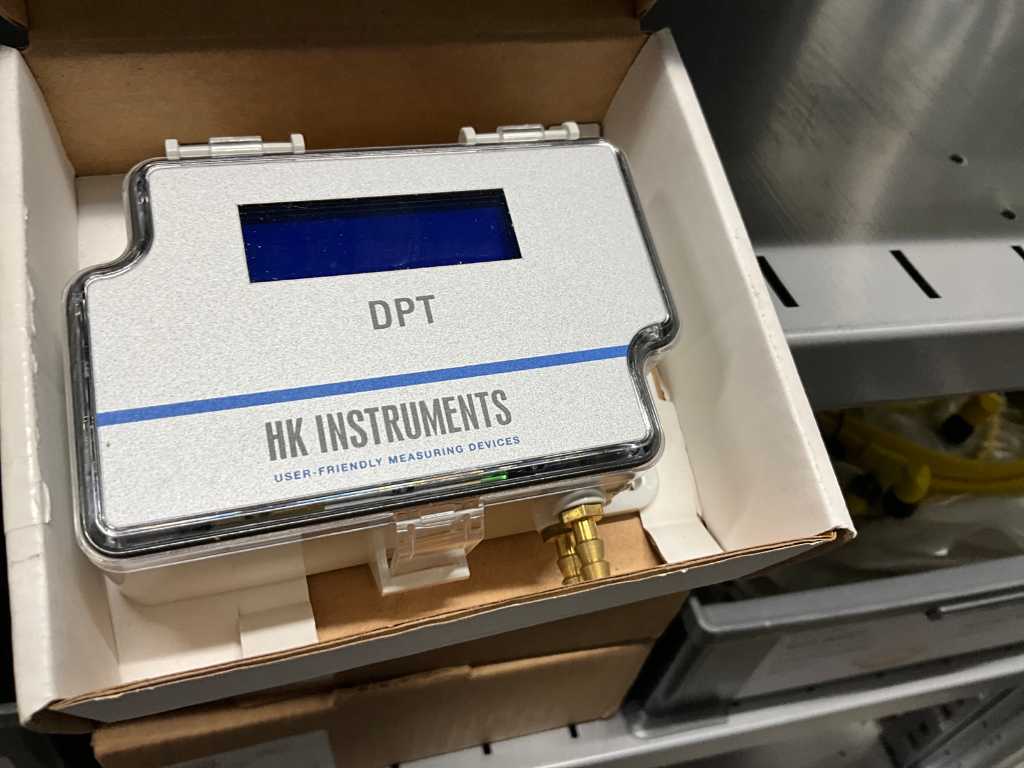 DPT
HK INSTRUMENTS
USER-FRIENDLY MEASURING DEVICES